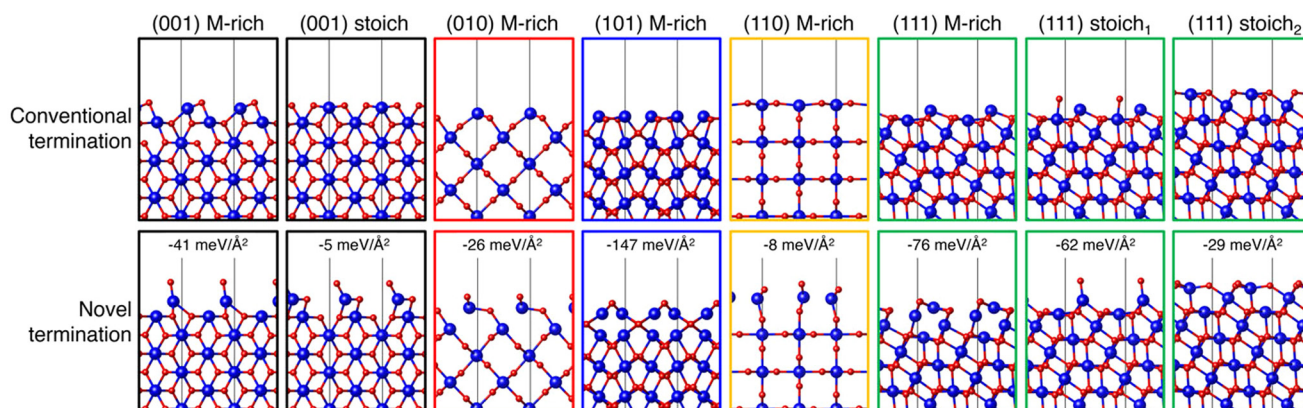 (001) M-rich (001) stoich (010) M-rich (101) M-rich (110) M-rich (111) M-rich (111) stoich₁ (111) stoich₂
Conventional
termination
-41 meV/Å² -5 meV/Å² -26 meV/Å² -147 meV/Å² -8 meV/Å² -76 meV/Å² -62 meV/Å² -29 meV/Å²
Novel
termination